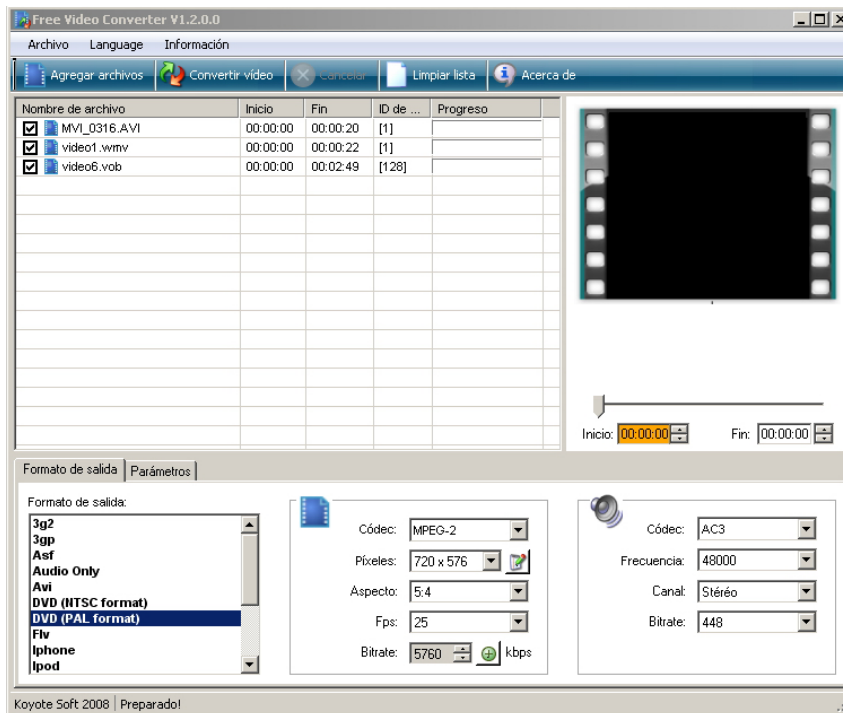 Free Video Converter V1.2.0.0
Archivo Language Información
Agregar archivos Convertir vídeo Cancelar Limpiar lista Acerca de
Nombre de archivo Inicio Fin ID de ... Progreso
MVI_0316.AVI 00:00:00 00:00:20 [1]
video1.wmv 00:00:00 00:00:22 [1]
video6.vob 00:00:00 00:02:49 [128]
Inicio: 00:00:00 Fin: 00:00:00
Formato de salida Parámetros
Formato de salida:
3g2
3gp
Asf
Audio Only
Avi
DVD (NTSC format)
DVD (PAL format)
Flv
Iphone
Ipod
Códec: MPEG-2
Píxeles: 720 x 576
Aspecto: 5:4
Fps: 25
Bitrate: 5760 kbps
Códec: AC3
Frecuencia: 48000
Canal: Stéréo
Bitrate: 448
Koyote Soft 2008 Preparado!